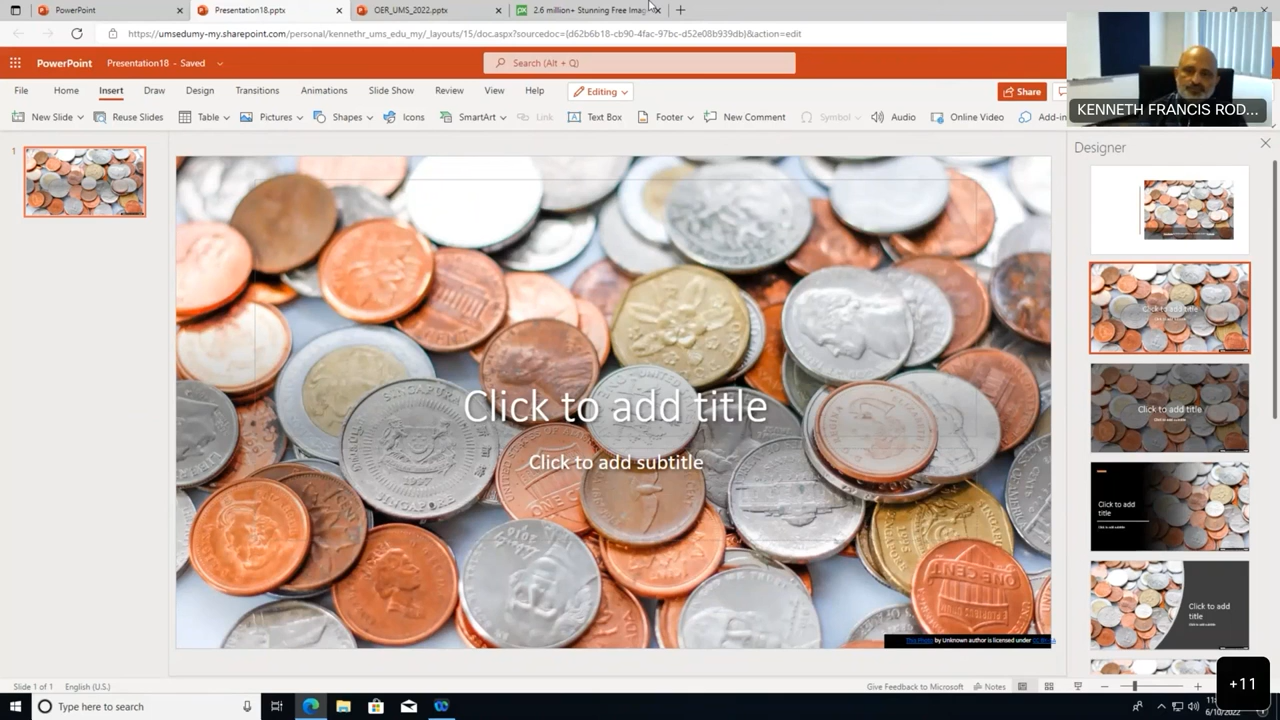 PowerPoint
Presentation18.pptx
OER_UMS_2022.pptx
2.6 million+ Stunning Free Imag
https://umsedumy-my.sharepoint.com/personal/kennethr_ums_edu_my/_layouts/15/doc.aspx?sourcedoc={d62b6b18-cb90-4fac-97bc-d52e08b939db}&action=edit
PowerPoint
Presentation18 - Saved
Search (Alt + Q)
KENNETH FRANCIS ROD...
File Home Insert Draw Design Transitions Animations Slide Show Review View Help
Editing
Share
New Slide Reuse Slides Table Pictures Shapes Icons SmartArt Link Text Box Footer New Comment Symbol Audio Online Video Add-in
Designer
1
Click to add title
Click to add subtitle
SINGAPORE
1997
ONE CENT
This Photo by Unknown author is licensed under
Click to add title
Click to add title
Click to add
title
Click to add
title
Slide 1 of 1
English (U.S.)
Give Feedback to Microsoft
Notes
+11
Type here to search
6/10/2022